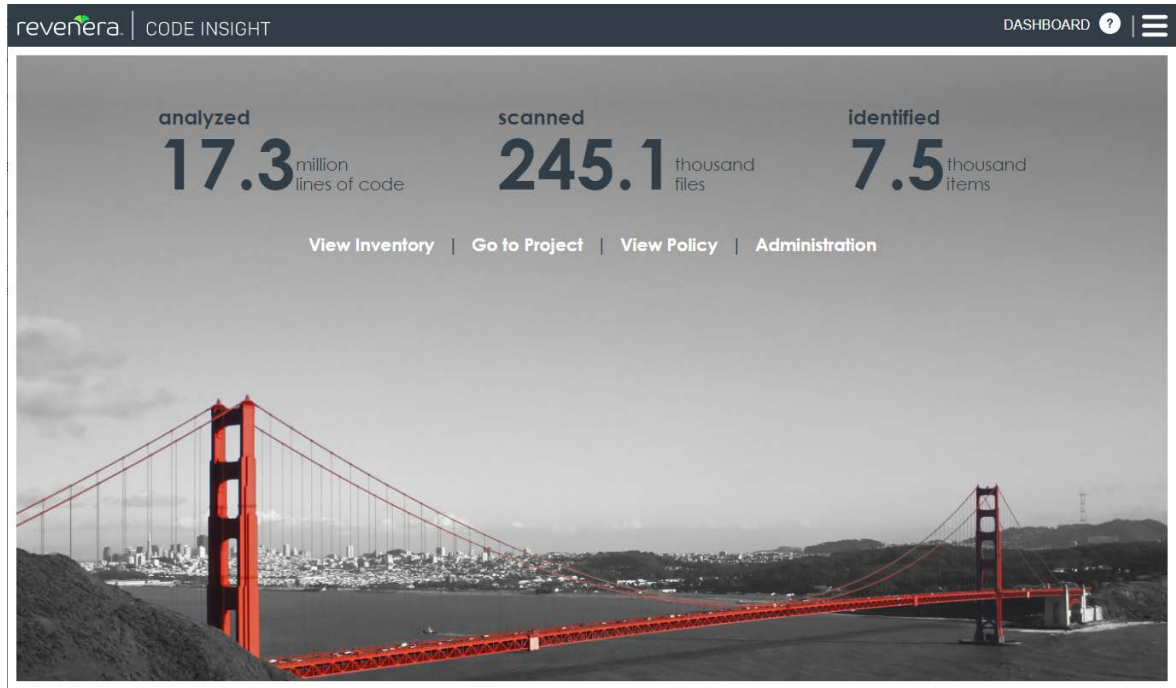 revenera. CODE INSIGHT DASHBOARD ?
analyzed scanned identified
17.3 million lines of code 245.1 thousand files 7.5 thousand items
View Inventory | Go to Project | View Policy | Administration